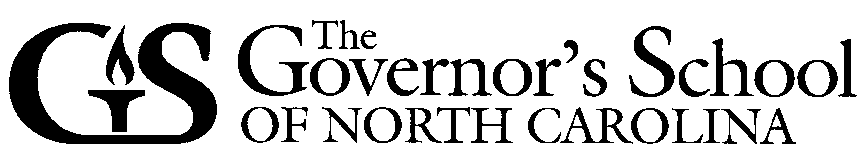 GS
The
Governor's School
OF NORTH CAROLINA